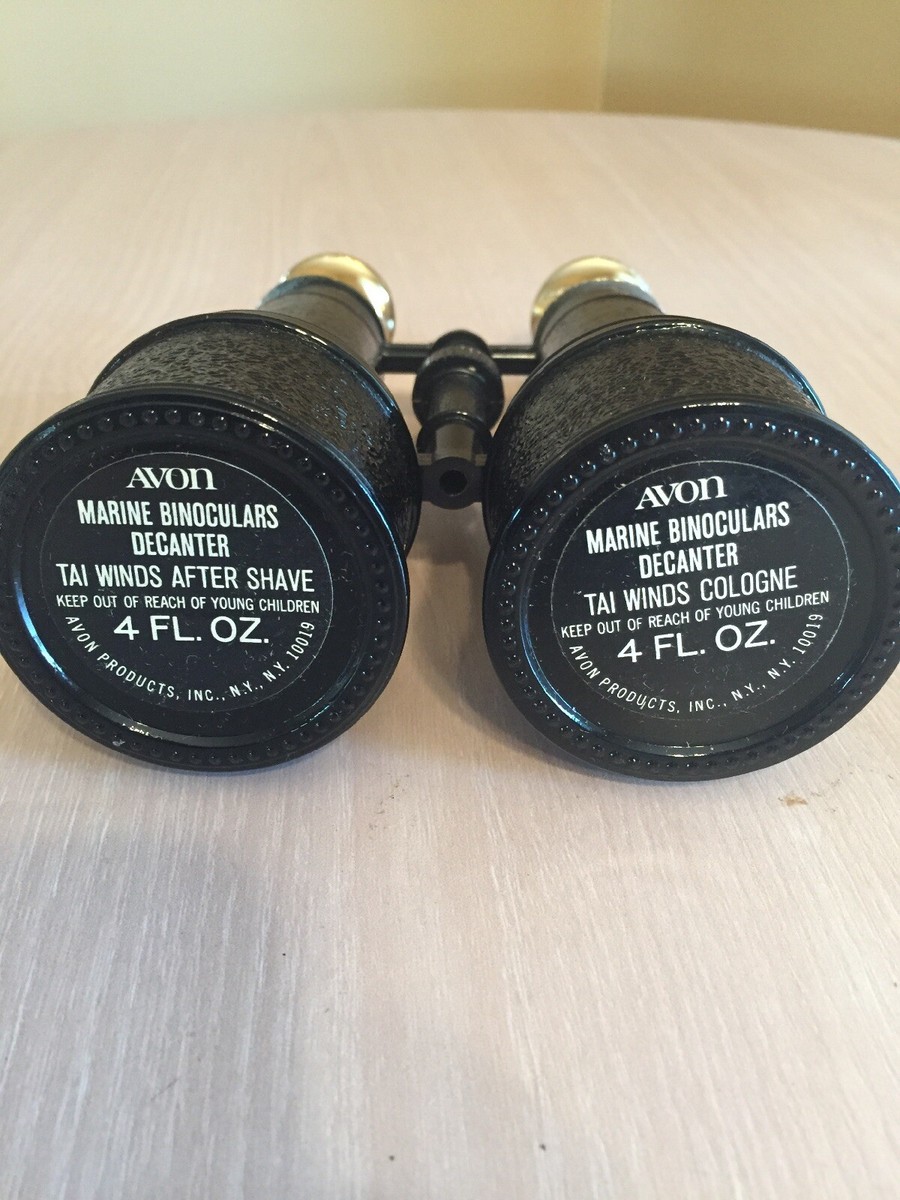 AVON
MARINE BINOCULARS
DECANTER
TAI WINDS AFTER SHAVE
KEEP OUT OF REACH OF YOUNG CHILDREN
4 FL. OZ.
AVON PRODUCTS, INC., N.Y., N.Y. 10019
AVON
MARINE BINOCULARS
DECANTER
TAI WINDS COLOGNE
KEEP OUT OF REACH OF YOUNG CHILDREN
4 FL. OZ.
AVON PRODUCTS, INC., N.Y., N.Y. 10019